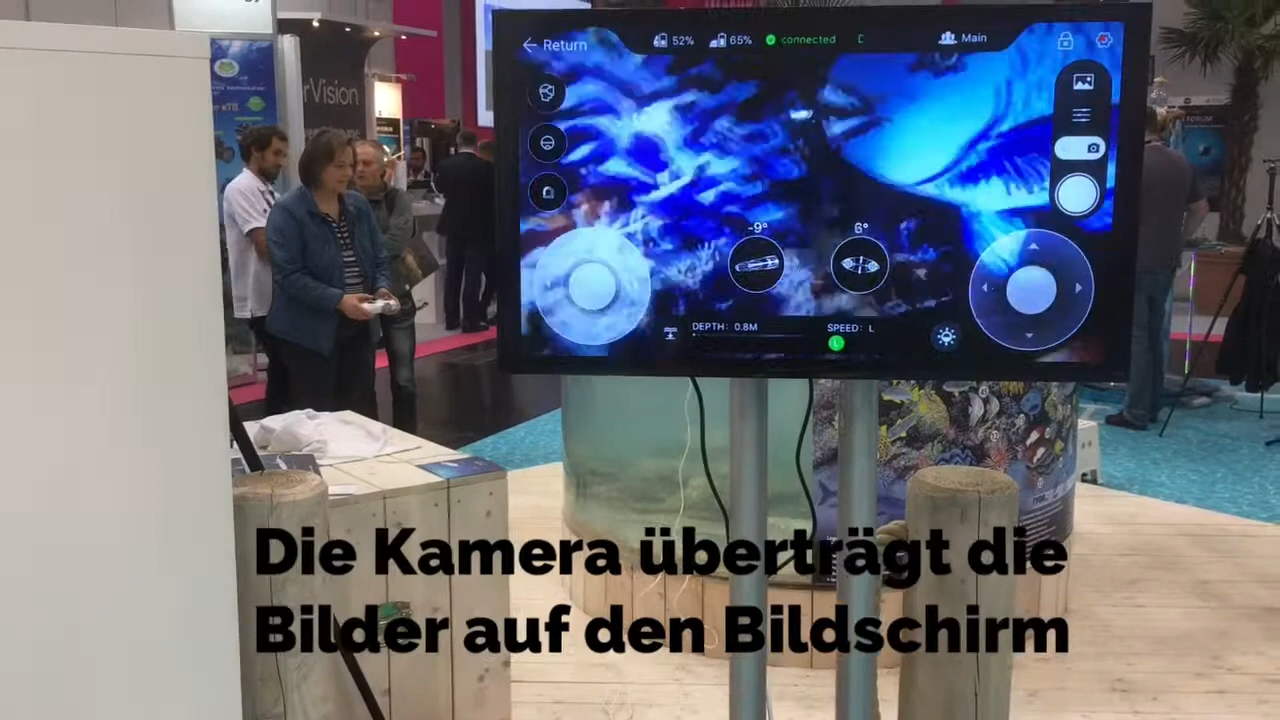 rVision
Return
52%
65%
connected
Main
-9°
6°
DEPTH: 0.8M
SPEED: L
L
FORUM
Die Kamera überträgt die
Bilder auf den Bildschirm